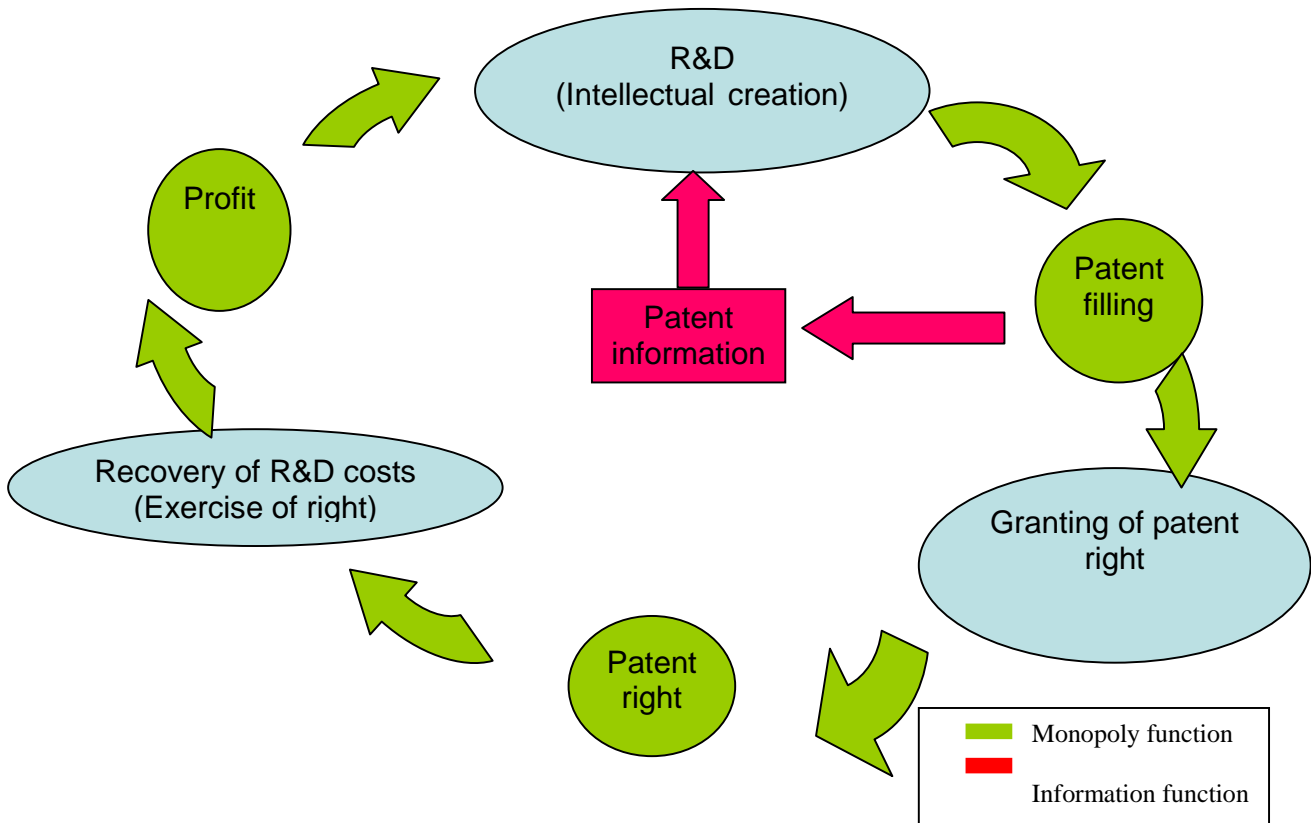 R&D
(Intellectual creation)
Profit
Patent
filling
Patent
information
Recovery of R&D costs
(Exercise of right)
Granting of patent
right
Patent
right
Monopoly function
Information function